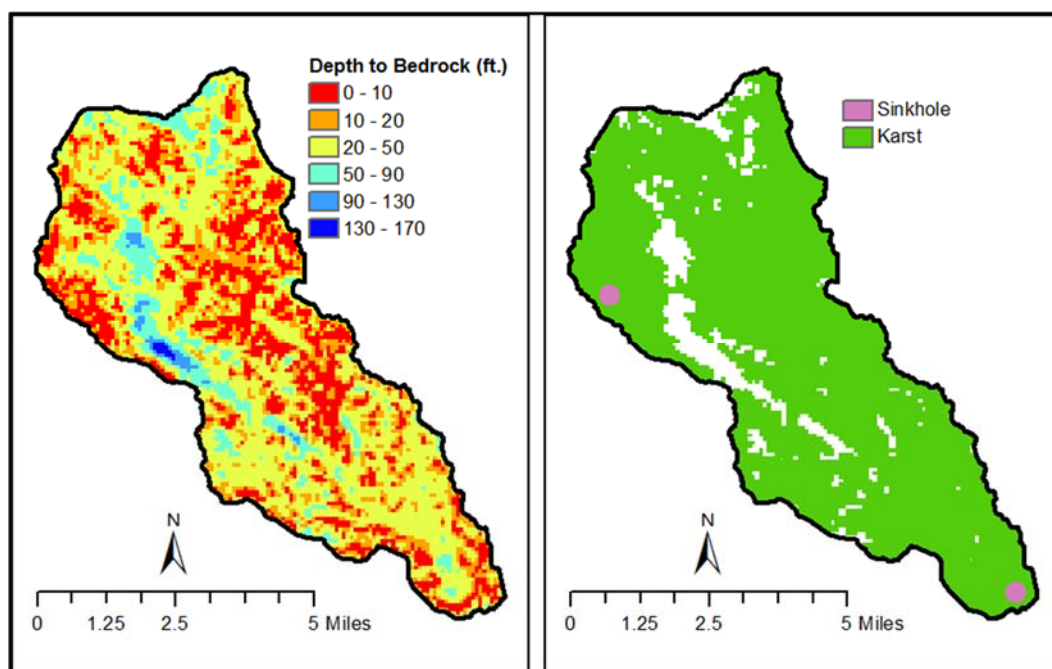 Depth to Bedrock (ft.)
0 - 10
10 - 20
20 - 50
50 - 90
90 - 130
130 - 170
N
0 1.25 2.5 5 Miles
Sinkhole
Karst
N
0 1.25 2.5 5 Miles